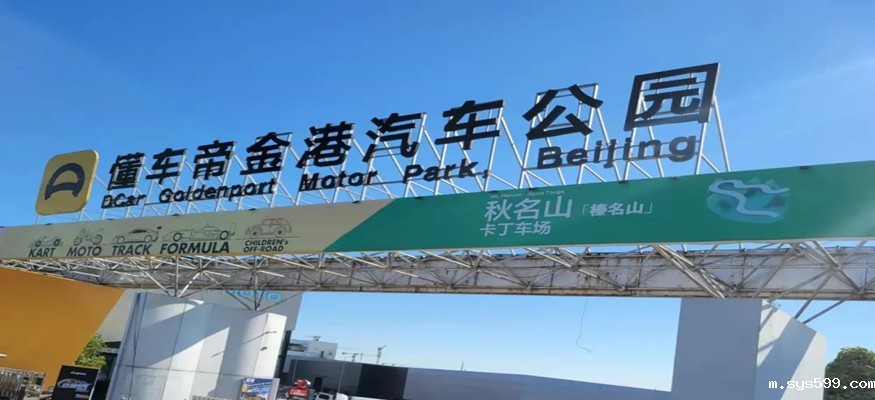 懂车帝金港汽车公园
DCar Goldenport Motor Park, Beijing
秋名山「榛名山」
卡丁车场
KART MOTO TRACK FORMULA CHILDREN's OFF-ROAD
m.sys599.com